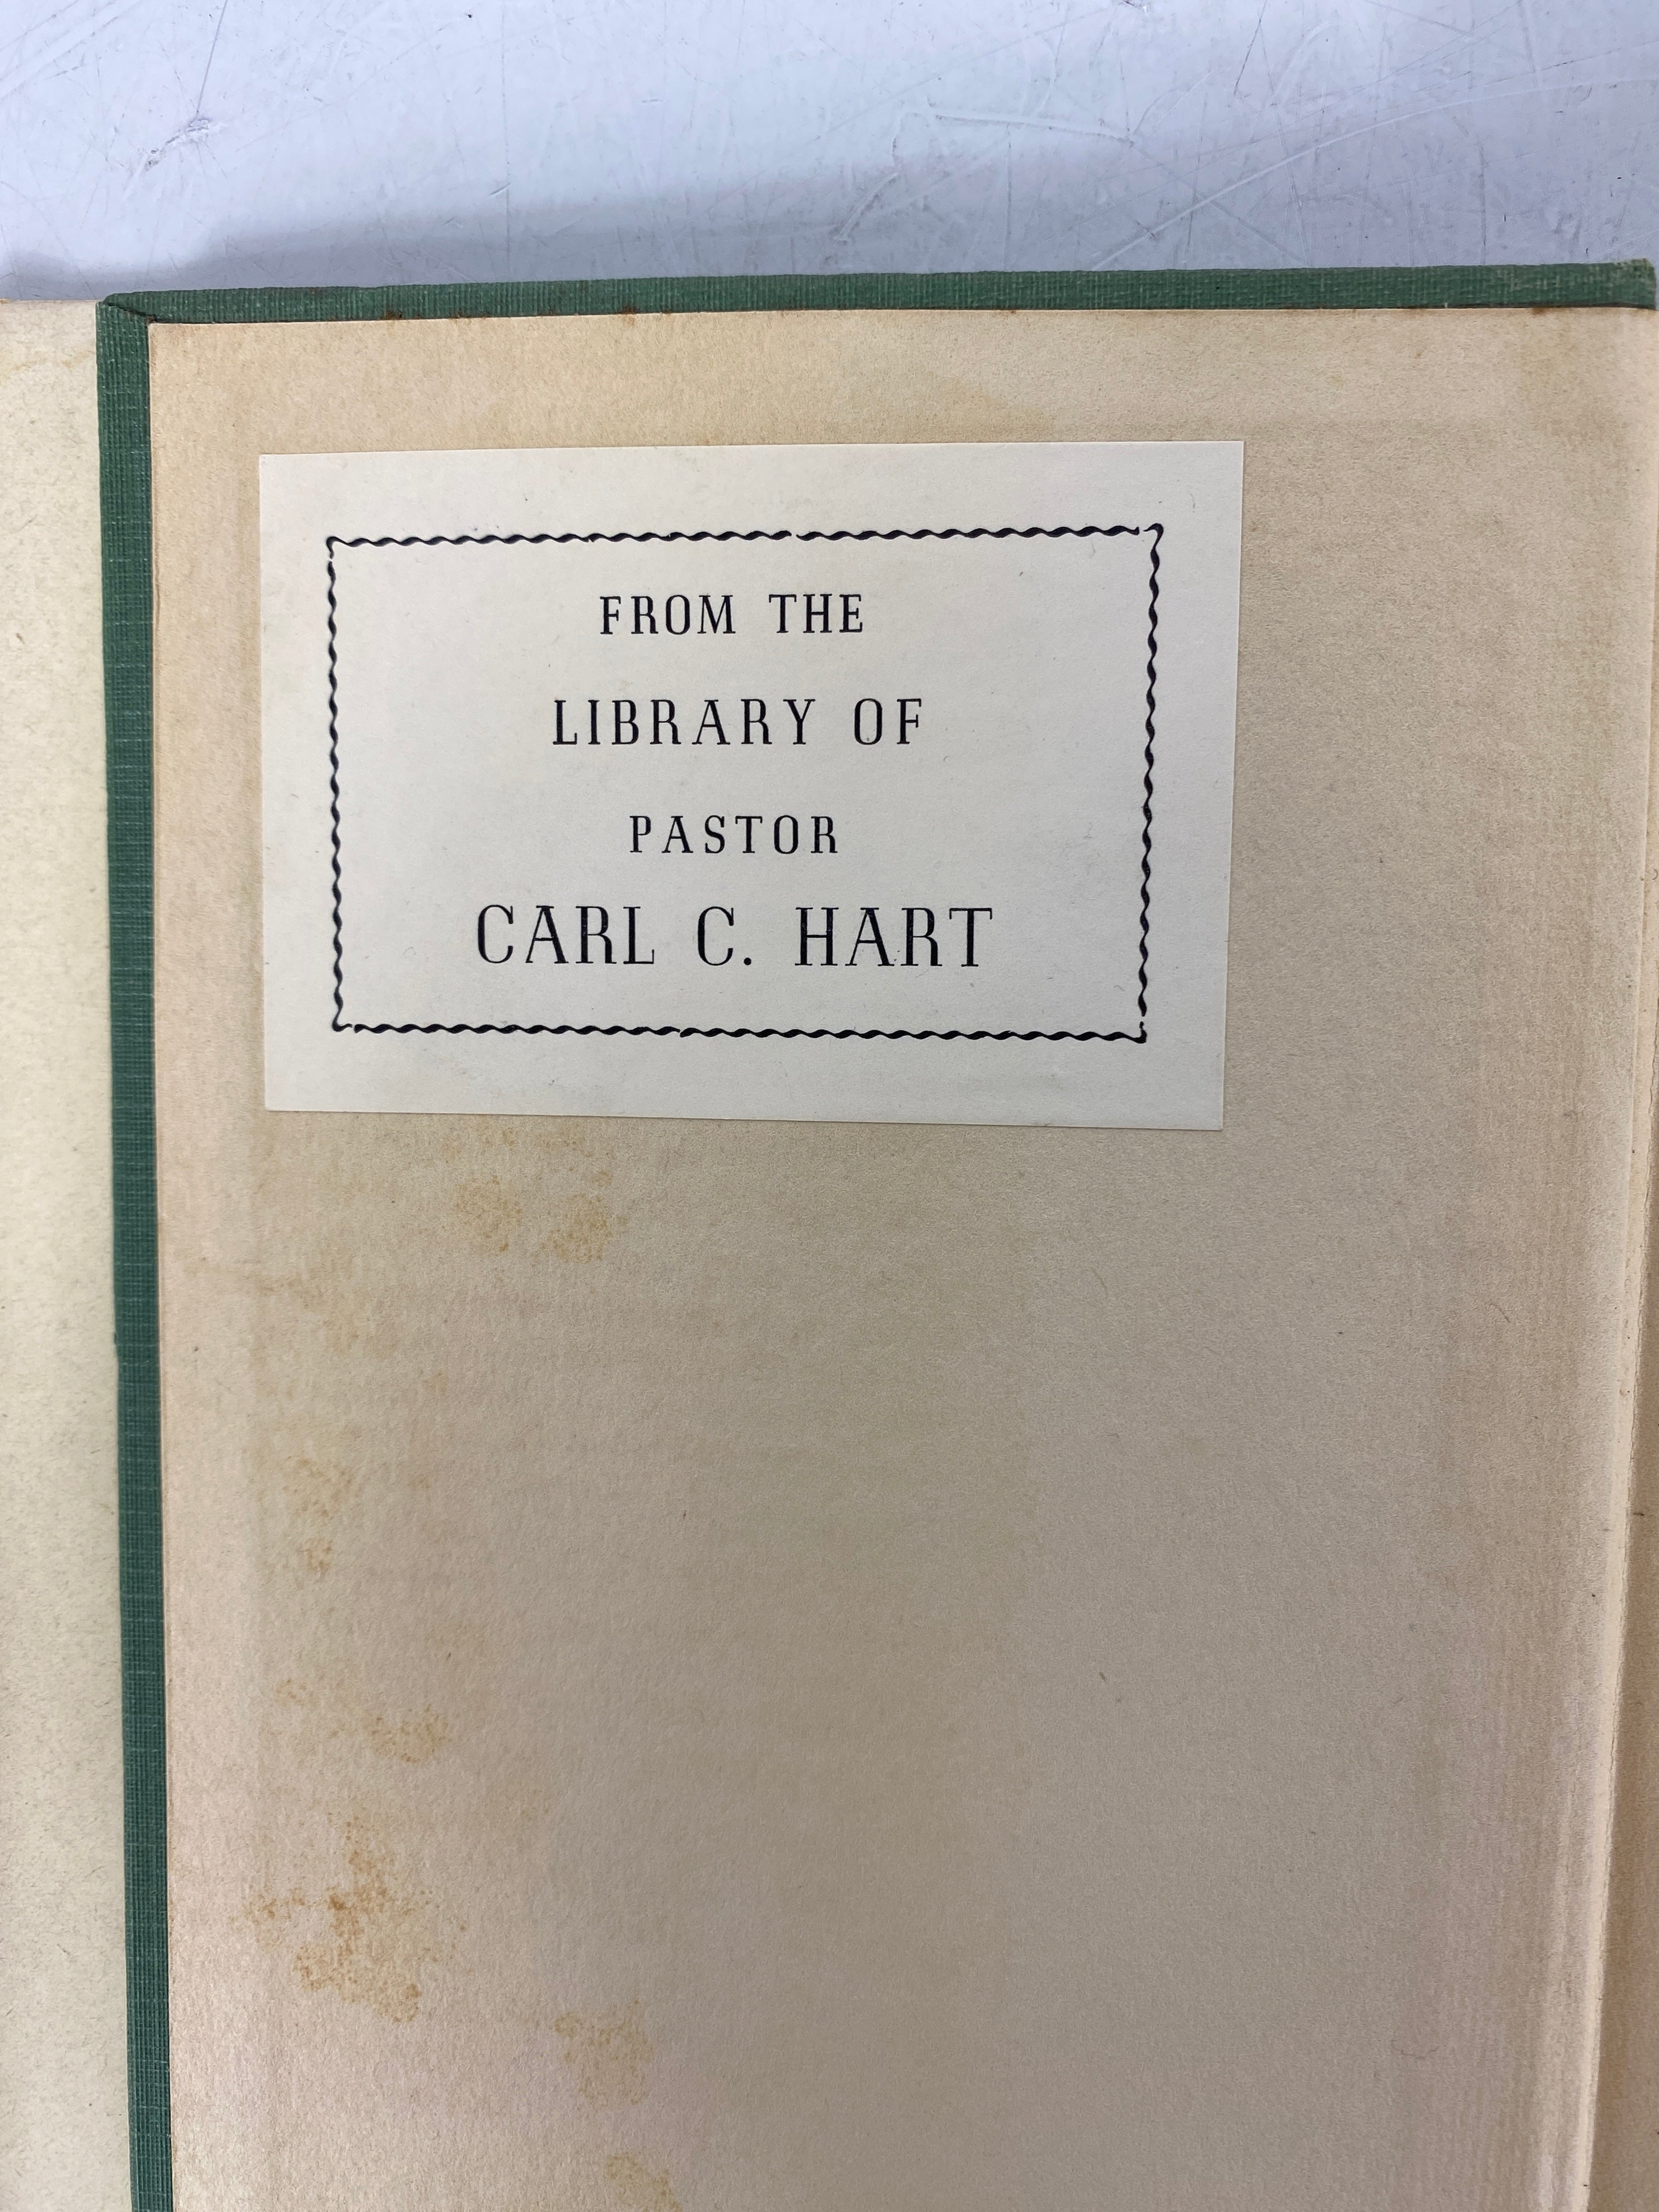 FROM THE
LIBRARY OF
PASTOR
CARL C. HART